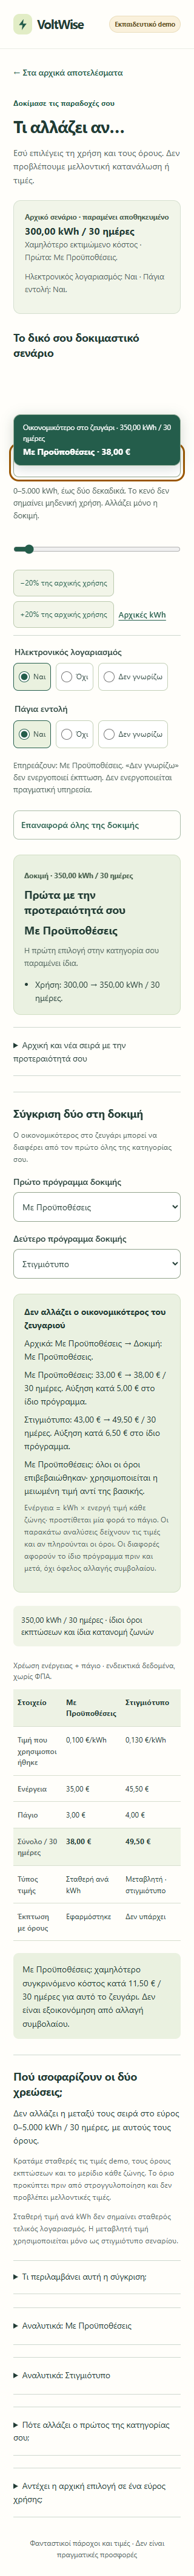 VoltWise
Εκπαιδευτικό demo
← Στα αρχικά αποτελέσματα
Δοκίμασε τις παραδοχές σου
Τι αλλάζει αν…
Εσύ επιλέγεις τη χρήση και τους όρους. Δεν
προβλέπουμε μελλοντική κατανάλωση ή
τιμές.
Αρχικό σενάριο · παραμένει αποθηκευμένο
300,00 kWh / 30 ημέρες
Χαμηλότερο εκτιμώμενο κόστος ·
Πρώτα: Με Προϋποθέσεις.
Ηλεκτρονικός λογαριασμός: Ναι · Πάγια
εντολή: Ναι.
Το δικό σου δοκιμαστικό
σενάριο
Οικονομικότερο στο ζευγάρι · 350,00 kWh / 30
ημέρες
Με Προϋποθέσεις · 38,00 €
0–5.000 kWh, έως δύο δεκαδικά. Το κενό δεν
σημαίνει μηδενική χρήση. Αλλάζει μόνο η
δοκιμή.
−20% της αρχικής χρήσης
+20% της αρχικής χρήσης
Αρχικές kWh
Ηλεκτρονικός λογαριασμός
Ναι
Όχι
Δεν γνωρίζω
Πάγια εντολή
Ναι
Όχι
Δεν γνωρίζω
Επηρεάζουν: Με Προϋποθέσεις. «Δεν γνωρίζω»
δεν ενεργοποιεί έκπτωση. Δεν ενεργοποιείται
πραγματική υπηρεσία.
Επαναφορά όλης της δοκιμής
Δοκιμή · 350,00 kWh / 30 ημέρες
Πρώτα με την
προτεραιότητά σου
Με Προϋποθέσεις
Η πρώτη επιλογή στην κατηγορία σου
παραμένει ίδια.
• Χρήση: 300,00 → 350,00 kWh / 30
ημέρες.
▶ Αρχική και νέα σειρά με την
προτεραιότητά σου
Σύγκριση δύο στη δοκιμή
Ο οικονομικότερος στο ζευγάρι μπορεί να
διαφέρει από τον πρώτο όλης της κατηγορίας
σου.
Πρώτο πρόγραμμα δοκιμής
Με Προϋποθέσεις
Δεύτερο πρόγραμμα δοκιμής
Στιγμιότυπο
Δεν αλλάζει ο οικονομικότερος του
ζευγαριού
Αρχικά: Με Προϋποθέσεις → Δοκιμή:
Με Προϋποθέσεις.
Με Προϋποθέσεις: 33,00 € → 38,00 € /
30 ημέρες. Αύξηση κατά 5,00 € στο
ίδιο πρόγραμμα.
Στιγμιότυπο: 43,00 € → 49,50 € / 30
ημέρες. Αύξηση κατά 6,50 € στο ίδιο
πρόγραμμα.
Με Προϋποθέσεις: όλοι οι όροι
επιβεβαιώθηκαν· χρησιμοποιείται η
μειωμένη τιμή αντί της βασικής.
Ενέργεια = kWh × ενεργή τιμή κάθε
ζώνης· προστίθεται μία φορά το πάγιο. Οι
παρακάτω αναλύσεις δείχνουν τις τιμές
και αν πληρούνται οι όροι. Οι διαφορές
αφορούν το ίδιο πρόγραμμα πριν και
μετά, όχι όφελος αλλαγής συμβολαίου.
350,00 kWh / 30 ημέρες · ίδιοι όροι
εκπτώσεων και ίδια κατανομή ζωνών
Χρέωση ενέργειας + πάγιο · ενδεικτικά δεδομένα,
χωρίς ΦΠΑ.
Στοιχείο Με Προϋποθέσεις Στιγμιότυπο
Τιμή που χρησιμοποιήθηκε 0,100 €/kWh 0,130 €/kWh
Ενέργεια 35,00 € 45,50 €
Πάγιο 3,00 € 4,00 €
Σύνολο / 30 ημέρες 38,00 € 49,50 €
Τύπος τιμής Σταθερή ανά kWh Μεταβλητή · στιγμιότυπο
Έκπτωση με όρους Εφαρμόστηκε Δεν υπάρχει
Με Προϋποθέσεις: χαμηλότερο
συγκρινόμενο κόστος κατά 11,50 € /
30 ημέρες για αυτό το ζευγάρι. Δεν
είναι εξοικονόμηση από αλλαγή
συμβολαίου.
Πού ισοφαρίζουν οι δύο
χρεώσεις;
Δεν αλλάζει η μεταξύ τους σειρά στο εύρος
0–5.000 kWh / 30 ημέρες, με αυτούς τους
όρους.
Κρατάμε σταθερές τις τιμές demo, τους όρους
εκπτώσεων και το μερίδιο κάθε ζώνης. Το όριο
προκύπτει πριν από στρογγυλοποίηση και δεν
προβλέπει μελλοντικές τιμές.
Σταθερή τιμή ανά kWh δεν σημαίνει σταθερός
τελικός λογαριασμός. Η μεταβλητή τιμή
χρησιμοποιείται μόνο ως στιγμιότυπο σεναρίου.
▶ Τι περιλαμβάνει αυτή η σύγκριση;
▶ Αναλυτικά: Με Προϋποθέσεις
▶ Αναλυτικά: Στιγμιότυπο
▶ Πότε αλλάζει ο πρώτος της κατηγορίας
σου;
▶ Αντέχει η αρχική επιλογή σε ένα εύρος
χρήσης;
Φανταστικοί πάροχοι και τιμές · Δεν είναι
πραγματικές προσφορές